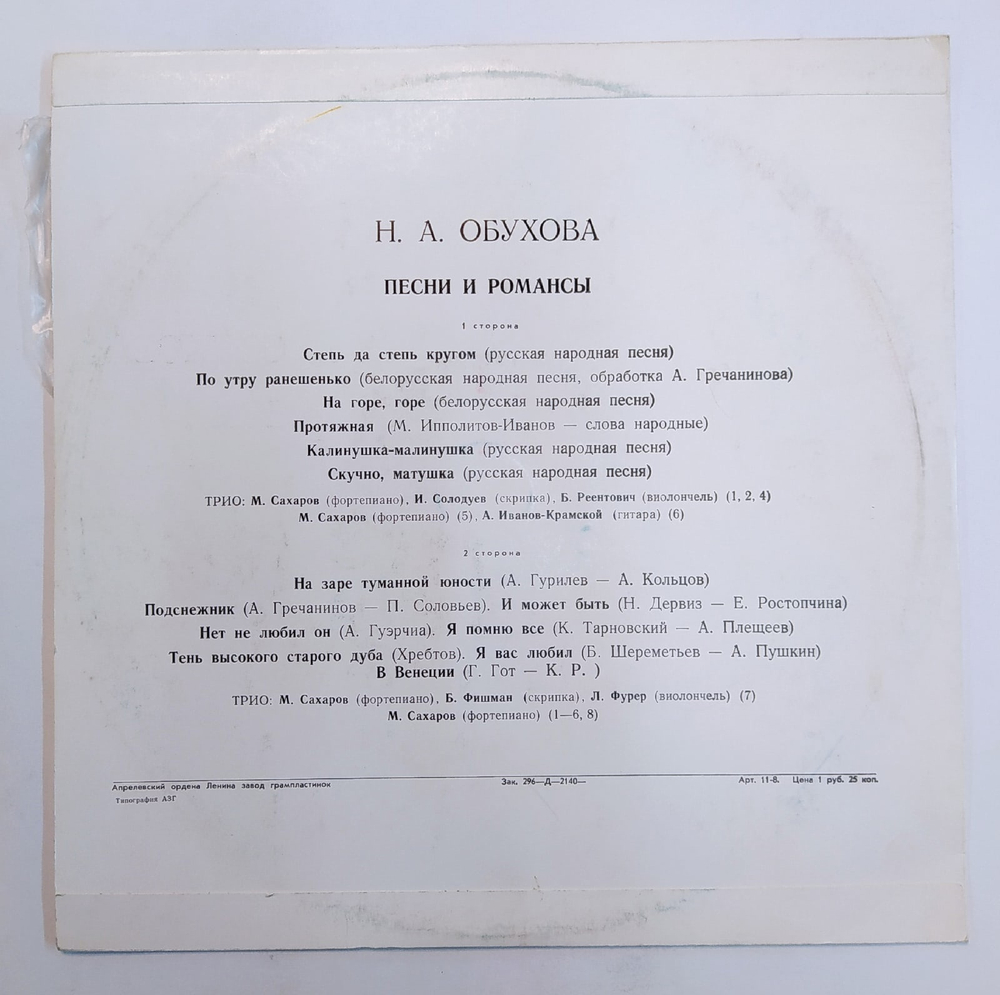 Н. А. ОБУХОВА
ПЕСНИ И РОМАНСЫ
1 сторона
Степь да степь кругом (русская народная песня)
По утру ранешенько (белорусская народная песня, обработка А. Гречанинова)
На горе, горе (белорусская народная песня)
Протяжная (М. Ипполитов-Иванов — слова народные)
Калинушка-малинушка (русская народная песня)
Скучно, матушка (русская народная песня)
ТРИО: М. Сахаров (фортепиано), И. Солодуев (скрипка), Б. Реентович (виолончель) (1, 2, 4)
М. Сахаров (фортепиано) (5), А. Иванов-Крамской (гитара) (6)
2 сторона
На заре туманной юности (А. Гурилев — А. Кольцов)
Подснежник (А. Гречанинов — П. Соловьев). И может быть (Н. Дервиз — Е. Ростопчина)
Нет не любил он (А. Гуэрчиа). Я помню все (К. Тарновский — А. Плещеев)
Тень высокого старого дуба (Хребтов). Я вас любил (Б. Шереметьев — А. Пушкин)
В Венеции (Г. Гот — К. Р. )
ТРИО: М. Сахаров (фортепиано), Б. Фишман (скрипка), Л. Фурер (виолончель) (7)
М. Сахаров (фортепиано) (1—6, 8)
Апрелевский ордена Ленина завод грампластинок Зак. 296—Д—2140— Арт. 11-8. Цена 1 руб. 25 коп.
Типография АЗГ